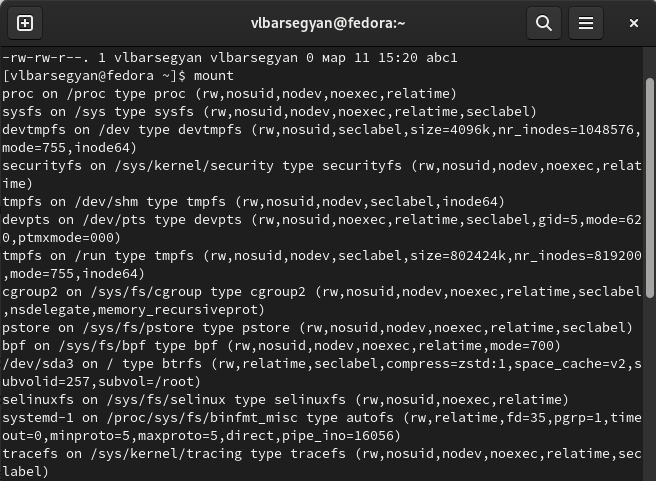 vlbarsegyan@fedora:~
-rw-rw-r--. 1 vlbarsegyan vlbarsegyan 0 мар 11 15:20 abc1
[vlbarsegyan@fedora ~]$ mount
proc on /proc type proc (rw,nosuid,nodev,noexec,relatime)
sysfs on /sys type sysfs (rw,nosuid,nodev,noexec,relatime,seclabel)
devtmpfs on /dev type devtmpfs (rw,nosuid,seclabel,size=4096k,nr_inodes=1048576,
mode=755,inode64)
securityfs on /sys/kernel/security type securityfs (rw,nosuid,nodev,noexec,relat
ime)
tmpfs on /dev/shm type tmpfs (rw,nosuid,nodev,seclabel,inode64)
devpts on /dev/pts type devpts (rw,nosuid,noexec,relatime,seclabel,gid=5,mode=62
0,ptmxmode=000)
tmpfs on /run type tmpfs (rw,nosuid,nodev,seclabel,size=802424k,nr_inodes=819200
,mode=755,inode64)
cgroup2 on /sys/fs/cgroup type cgroup2 (rw,nosuid,nodev,noexec,relatime,seclabel
,nsdelegate,memory_recursiveprot)
pstore on /sys/fs/pstore type pstore (rw,nosuid,nodev,noexec,relatime,seclabel)
bpf on /sys/fs/bpf type bpf (rw,nosuid,nodev,noexec,relatime,mode=700)
/dev/sda3 on / type btrfs (rw,relatime,seclabel,compress=zstd:1,space_cache=v2,s
ubvolid=257,subvol=/root)
selinuxfs on /sys/fs/selinux type selinuxfs (rw,nosuid,noexec,relatime)
systemd-1 on /proc/sys/fs/binfmt_misc type autofs (rw,relatime,fd=35,pgrp=1,time
out=0,minproto=5,maxproto=5,direct,pipe_ino=16056)
tracefs on /sys/kernel/tracing type tracefs (rw,nosuid,nodev,noexec,relatime,sec
label)